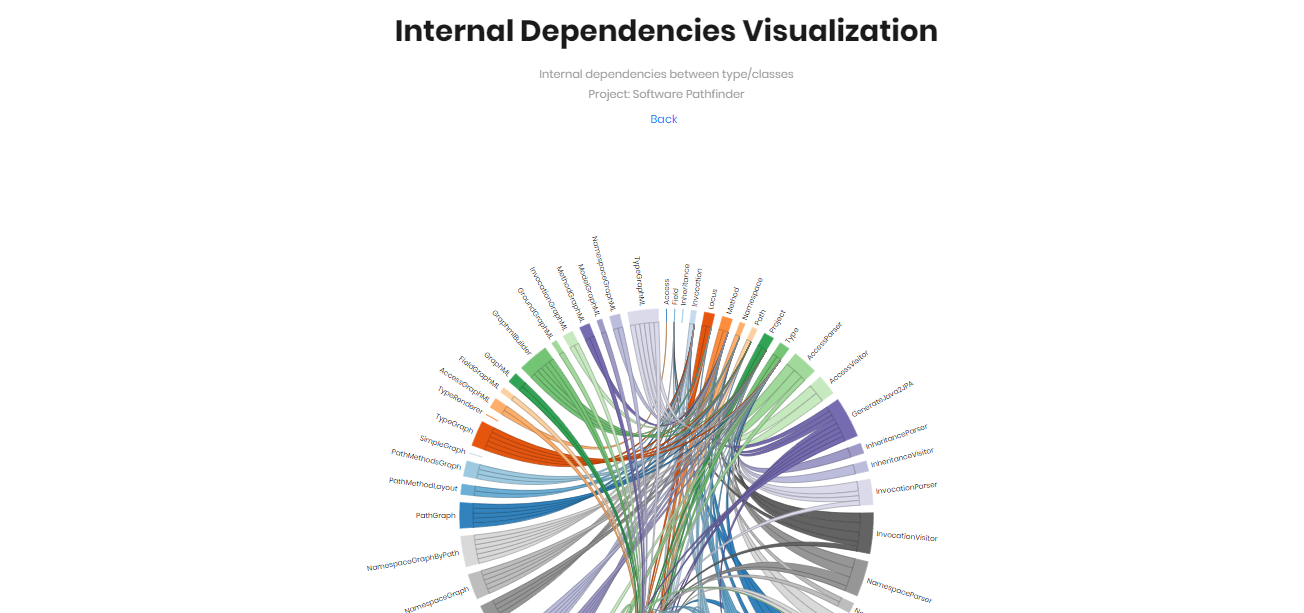 Internal Dependencies Visualization
Internal dependencies between type/classes
Project: Software Pathfinder
Back
TypeGraphML
Access
Field
Inheritance
Invocation
Locus
Method
Namespace
Path
Project
Type
AccessParser
AccessVisitor
GenerateJava2JPA
InheritanceParser
InheritanceVisitor
InvocationParser
InvocationVisitor
NamespaceParser
NamespaceGraphML
ModelGraphML
MethodGraphML
InvocationGraphML
GroundGraphML
GraphmlBuilder
GraphML
FieldGraphML
AccessGraphML
TypeRenderer
TypeGraph
SimpleGraph
PathMethodsGraph
PathMethodLayout
PathGraph
NamespaceGraphByPath
NamespaceGraph